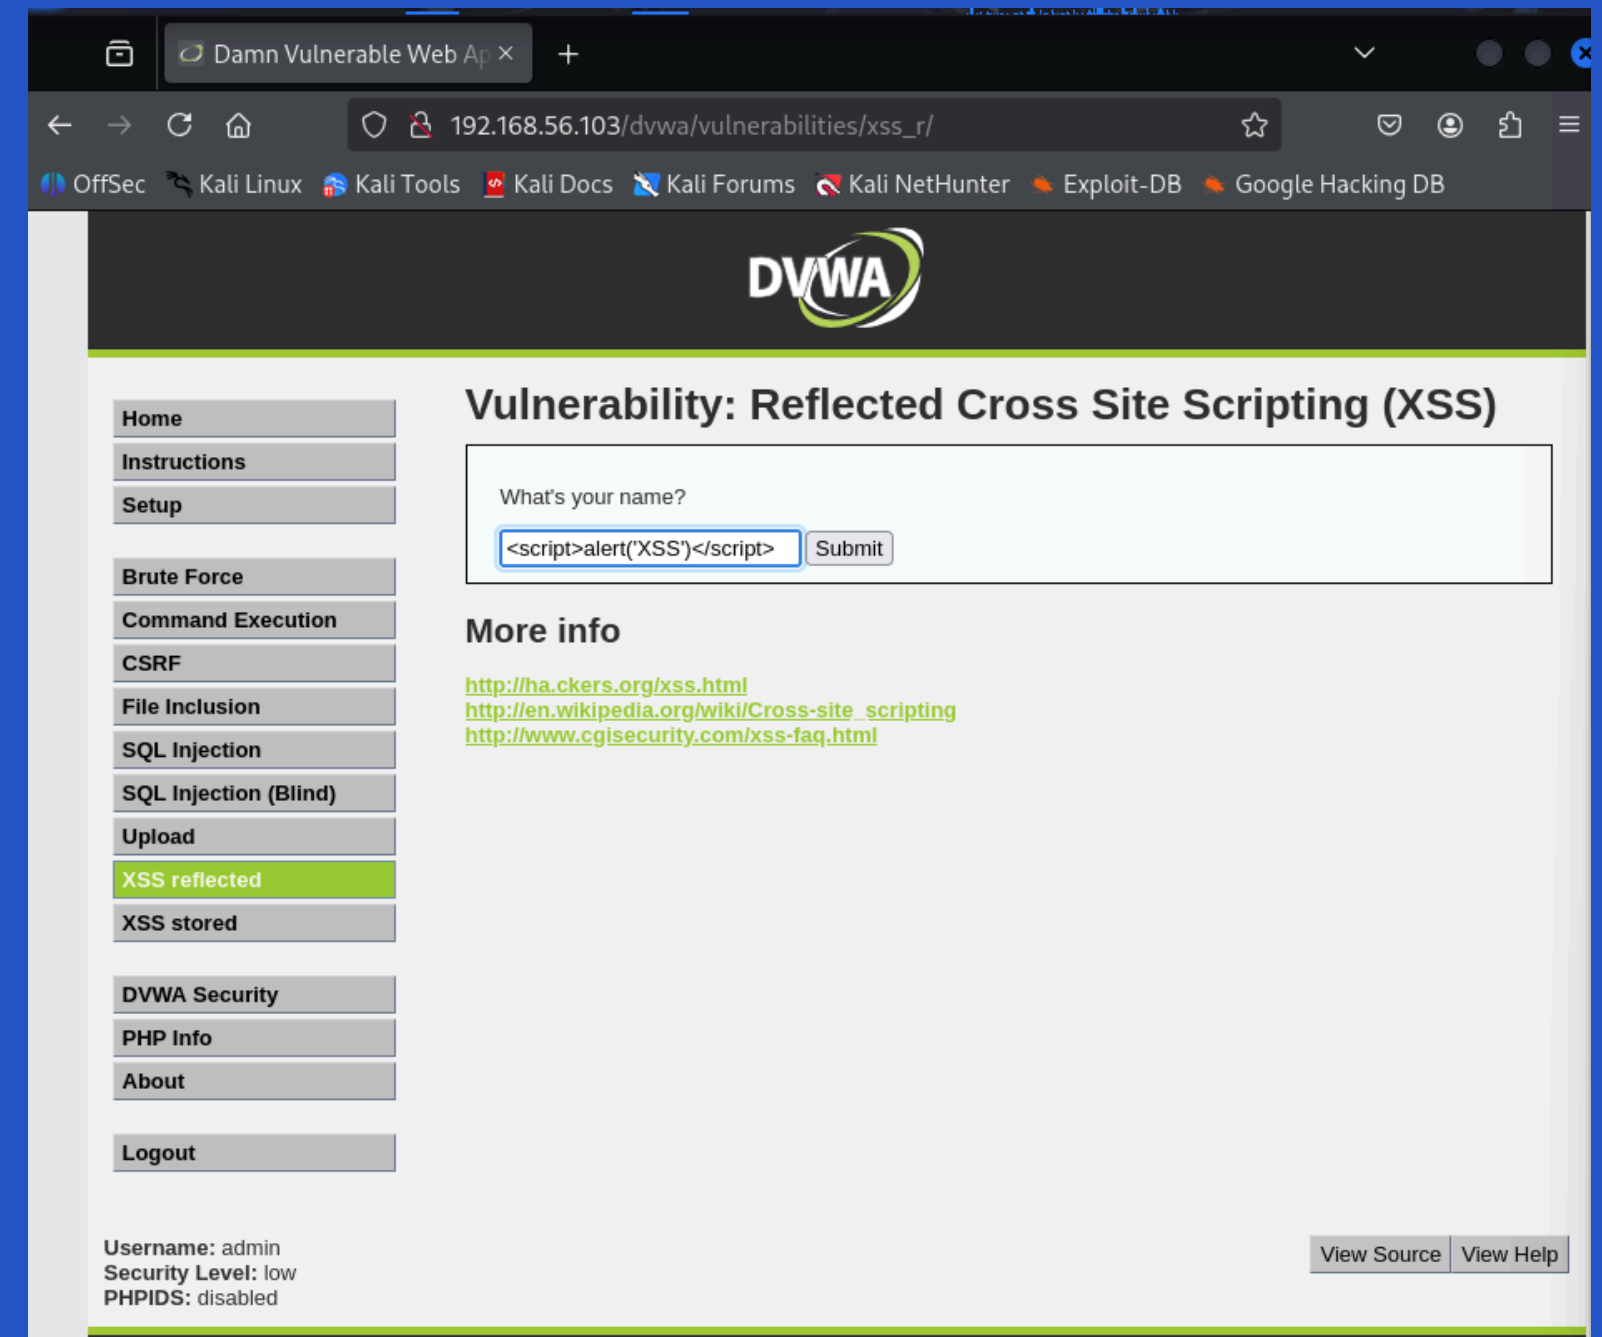 Damn Vulnerable Web Ap
192.168.56.103/dvwa/vulnerabilities/xss_r/
OffSec Kali Linux Kali Tools Kali Docs Kali Forums Kali NetHunter Exploit-DB Google Hacking DB
DVWA
Vulnerability: Reflected Cross Site Scripting (XSS)
What's your name?
<script>alert('XSS')</script> Submit
More info
http://ha.ckers.org/xss.html
http://en.wikipedia.org/wiki/Cross-site_scripting
http://www.cgisecurity.com/xss-faq.html
Home
Instructions
Setup
Brute Force
Command Execution
CSRF
File Inclusion
SQL Injection
SQL Injection (Blind)
Upload
XSS reflected
XSS stored
DVWA Security
PHP Info
About
Logout
Username: admin
Security Level: low
PHPIDS: disabled
View Source View Help